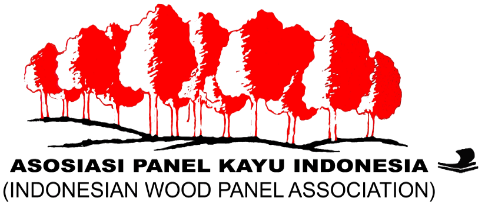 ASOSIASI PANEL KAYU INDONESIA
(INDONESIAN WOOD PANEL ASSOCIATION)